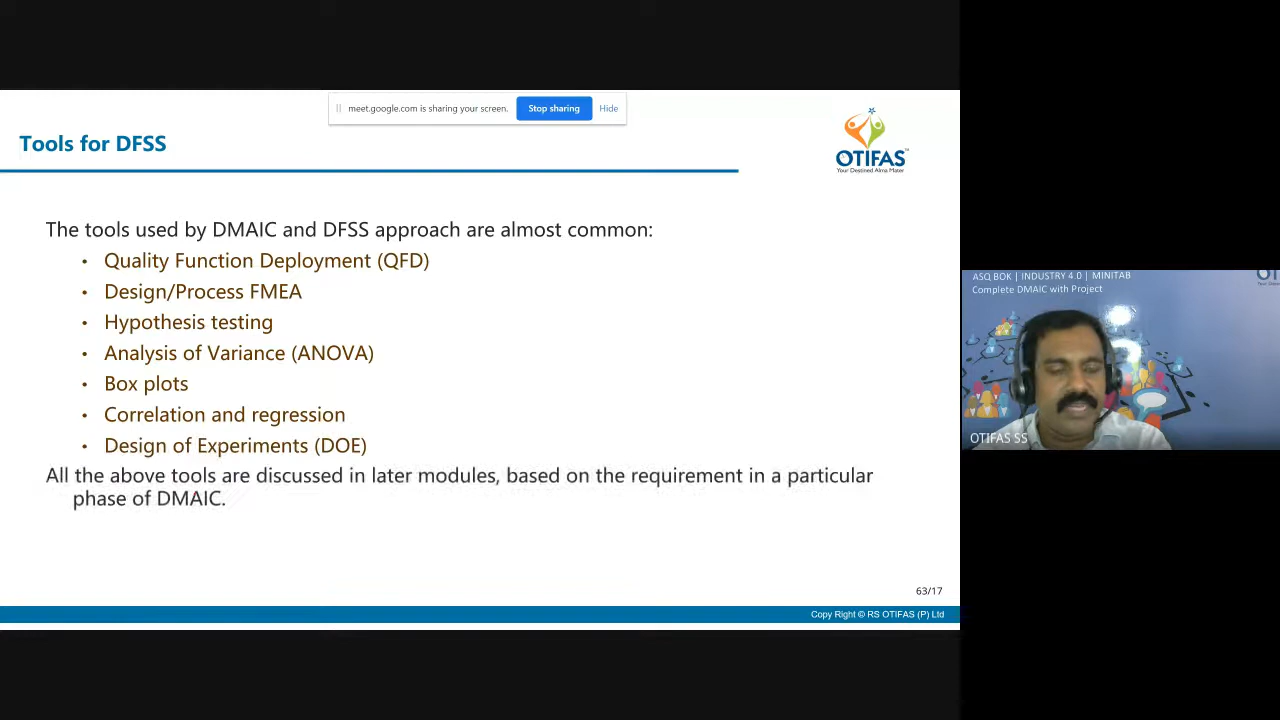 meet.google.com is sharing your screen.
Stop sharing
Hide
Tools for DFSS
OTIFAS™
Your Destined Alma Mater
The tools used by DMAIC and DFSS approach are almost common:
• Quality Function Deployment (QFD)
• Design/Process FMEA
• Hypothesis testing
• Analysis of Variance (ANOVA)
• Box plots
• Correlation and regression
• Design of Experiments (DOE)
All the above tools are discussed in later modules, based on the requirement in a particular
phase of DMAIC.
63/17
Copy Right © RS OTIFAS (P) Ltd
ASQ BOK | INDUSTRY 4.0 | MINITAB
Complete DMAIC with Project
OTIFAS SS